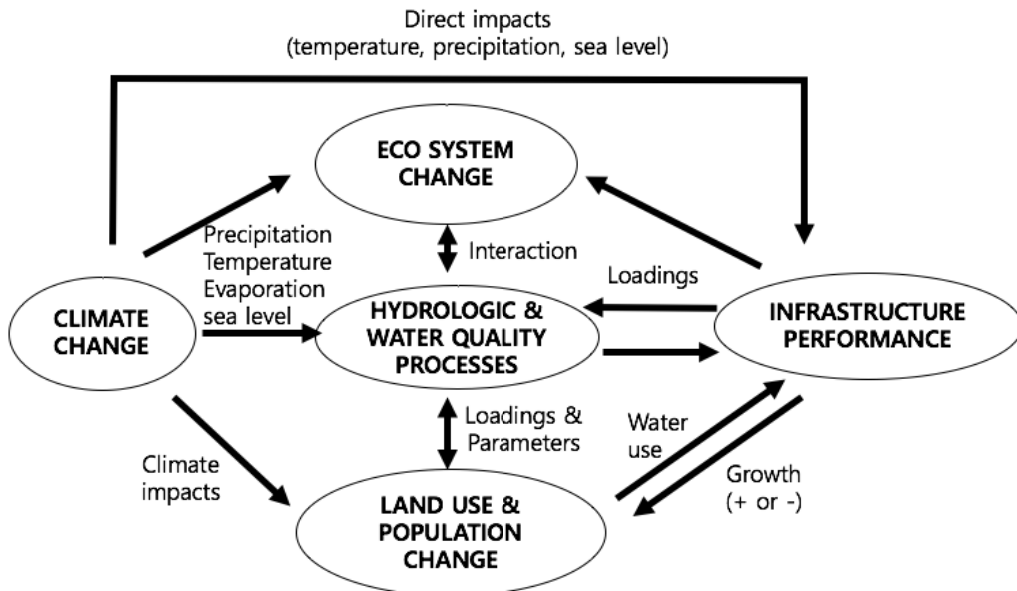 Direct impacts
(temperature, precipitation, sea level)
ECO SYSTEM
CHANGE
Precipitation
Temperature
Evaporation
sea level
Interaction
Loadings
CLIMATE
CHANGE
HYDROLOGIC &
WATER QUALITY
PROCESSES
INFRASTRUCTURE
PERFORMANCE
Loadings &
Parameters
Water
use
Climate
impacts
Growth
(+ or -)
LAND USE &
POPULATION
CHANGE